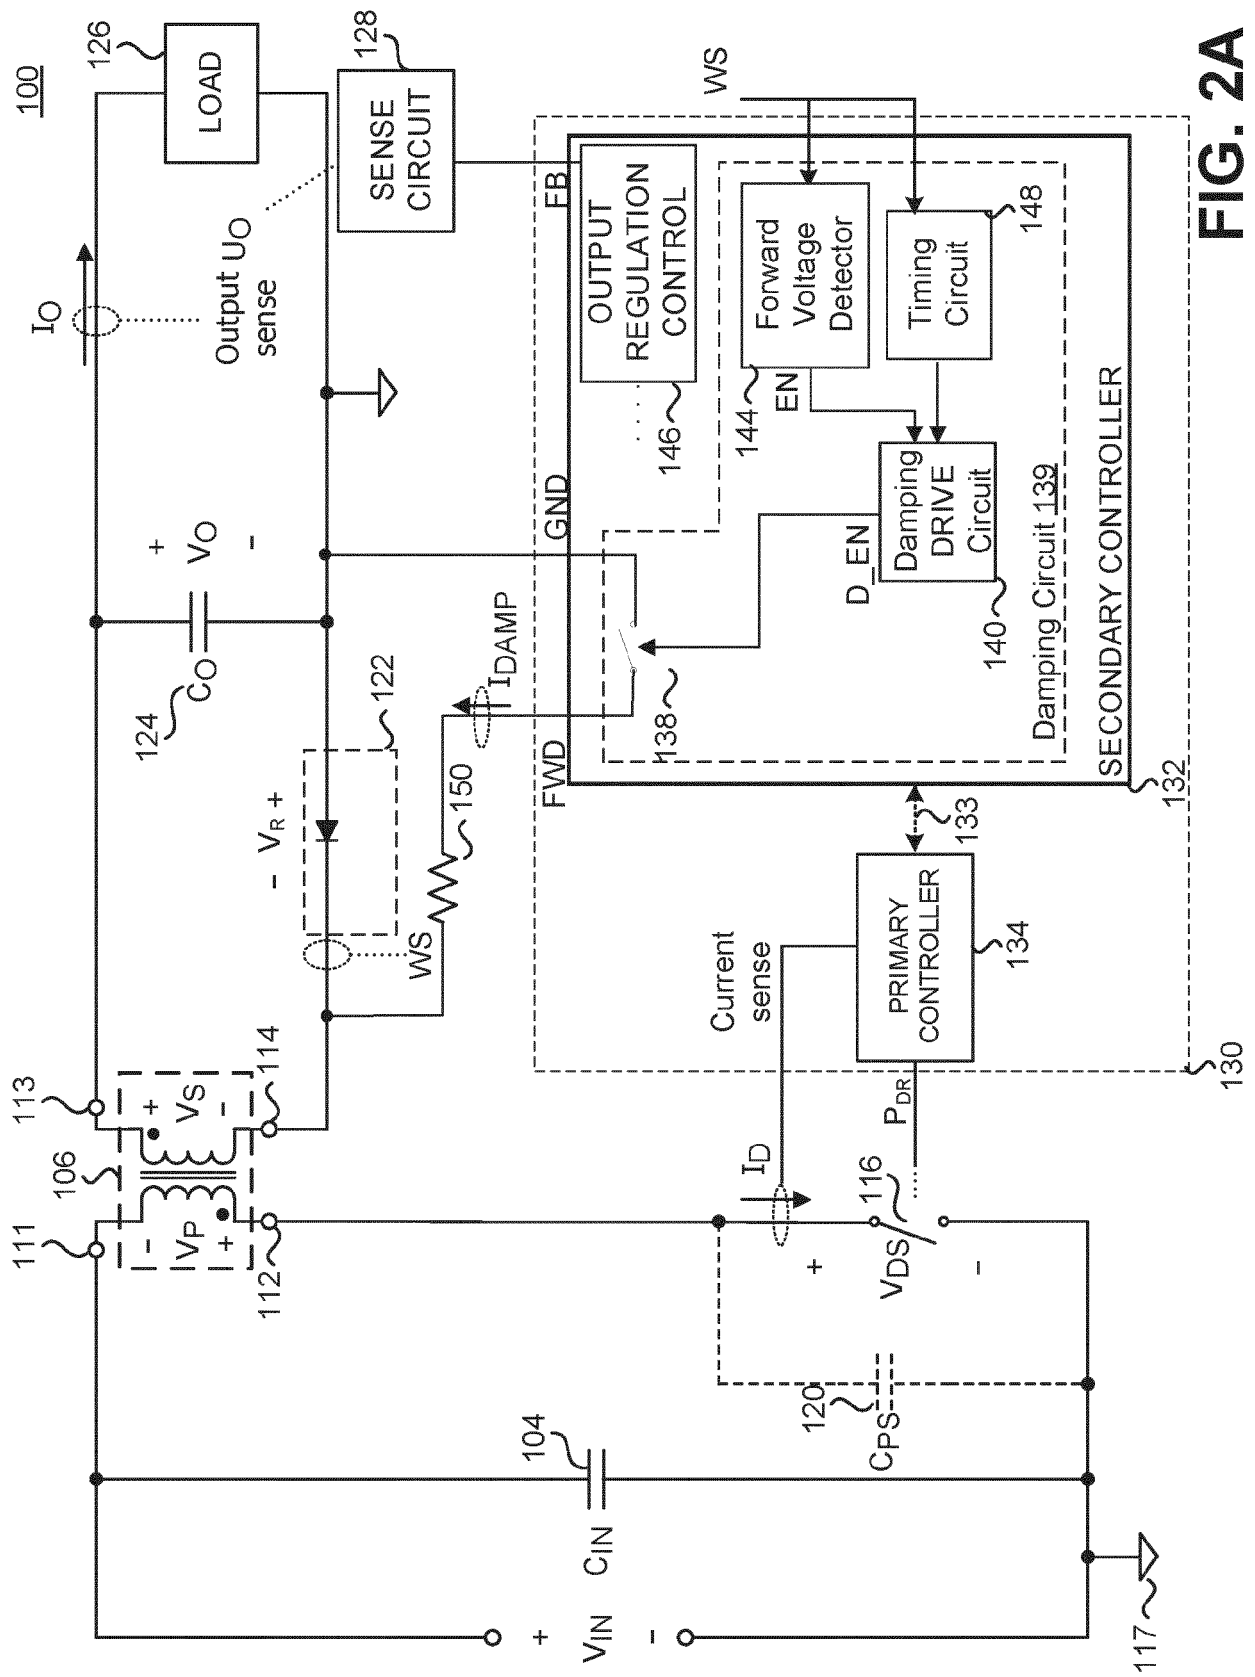 100
126
LOAD
128
SENSE
CIRCUIT
IO
Output UO
sense
+
VO
-
CO
124
- VR +
122
WS
150
IDAMP
113
114
106
+
VS
-
-
VP
+
111
112
CIN
104
+
VIN
-
117
CPS
120
+
VDS
-
116
ID
Current
sense
PDR
PRIMARY
CONTROLLER
134
133
130
132
FWD
GND
FB
WS
OUTPUT
REGULATION
CONTROL
146
Forward
Voltage
Detector
144
EN
Timing
Circuit
148
Damping
DRIVE
Circuit
140
D_EN
138
Damping Circuit 139
SECONDARY CONTROLLER
FIG. 2A